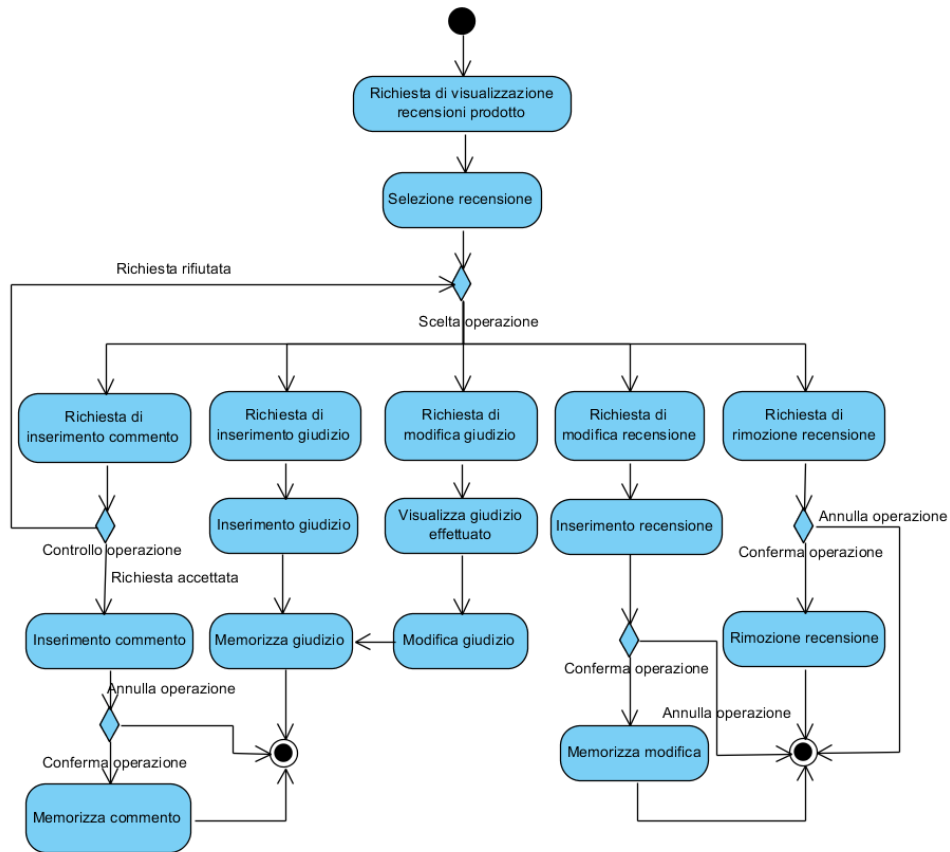 Richiesta di visualizzazione
recensioni prodotto
Selezione recensione
Richiesta rifiutata
Scelta operazione
Richiesta di
inserimento commento
Richiesta di
inserimento giudizio
Richiesta di
modifica giudizio
Richiesta di
modifica recensione
Richiesta di
rimozione recensione
Controllo operazione
Inserimento giudizio
Visualizza giudizio
effettuato
Inserimento recensione
Annulla operazione
Conferma operazione
Richiesta accettata
Inserimento commento
Memorizza giudizio
Modifica giudizio
Conferma operazione
Rimozione recensione
Annulla operazione
Annulla operazione
Conferma operazione
Memorizza modifica
Memorizza commento